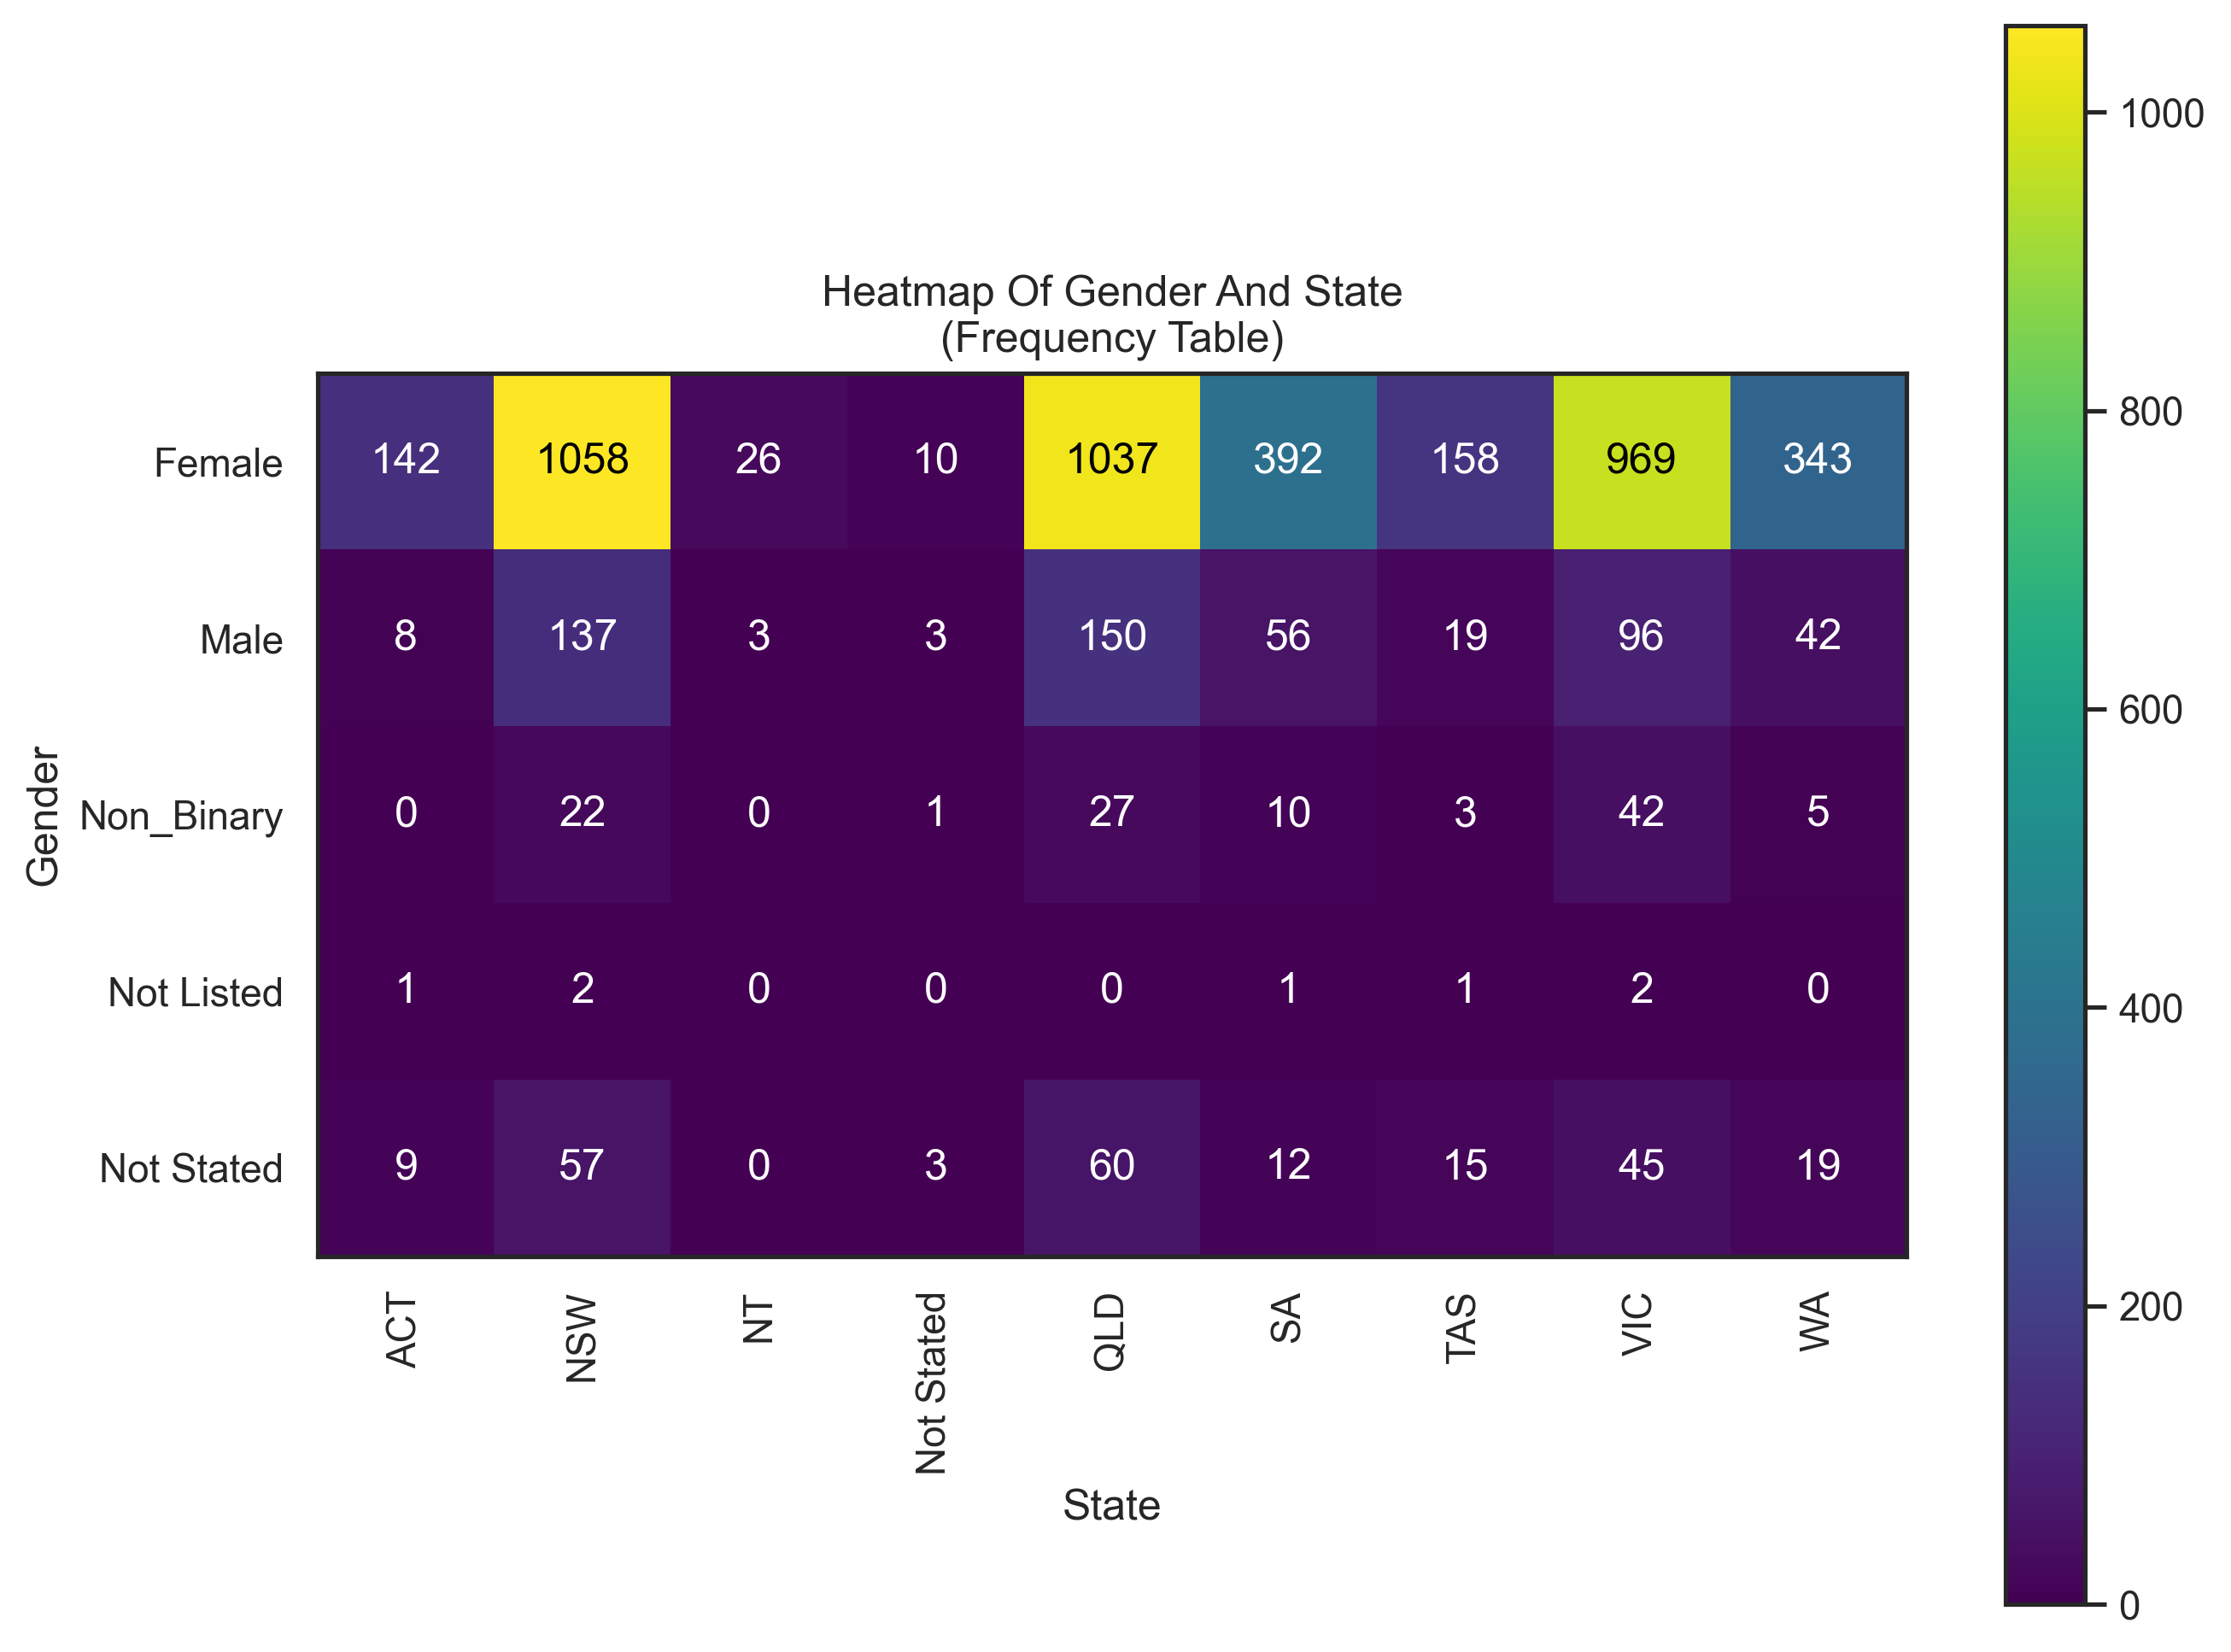 Heatmap Of Gender And State
(Frequency Table)
Gender
Female 142 1058 26 10 1037 392 158 969 343
Male 8 137 3 3 150 56 19 96 42
Non_Binary 0 22 0 1 27 10 3 42 5
Not Listed 1 2 0 0 0 1 1 2 0
Not Stated 9 57 0 3 60 12 15 45 19
ACT NSW NT Not Stated QLD SA TAS VIC WA
State
1000
800
600
400
200
0